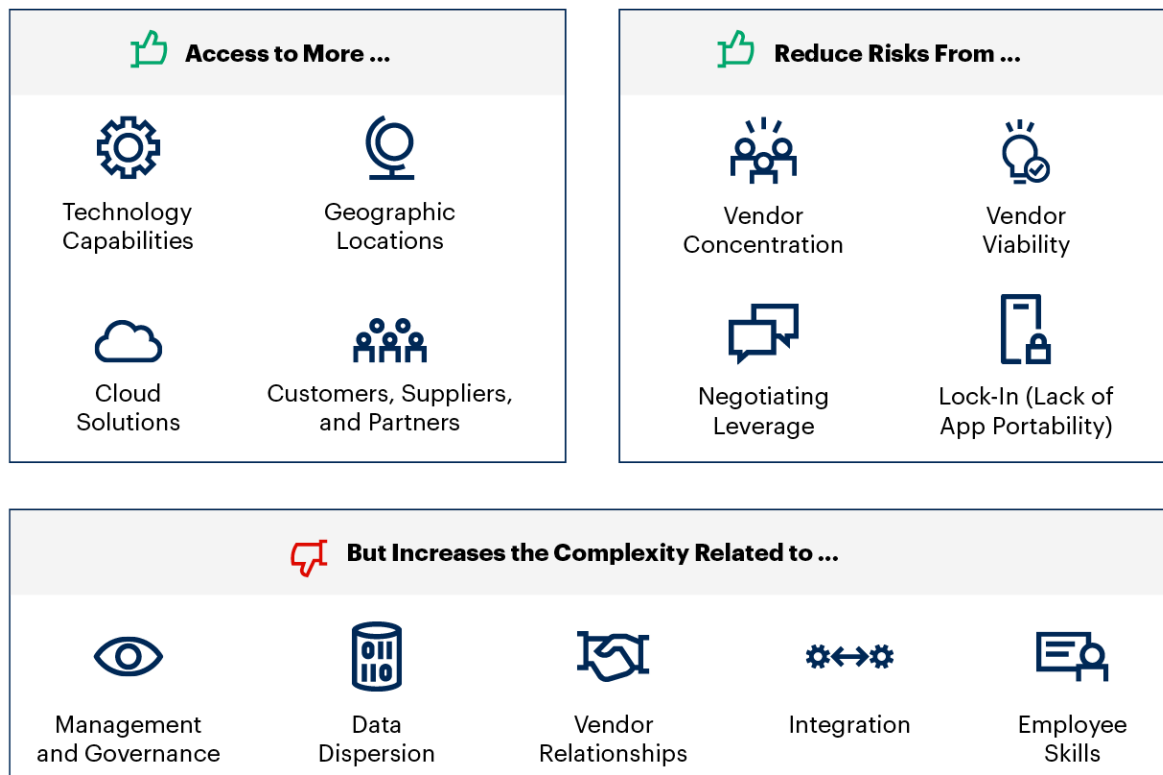 Access to More ...
Technology
Capabilities
Geographic
Locations
Cloud
Solutions
Customers, Suppliers,
and Partners
Reduce Risks From ...
Vendor
Concentration
Vendor
Viability
Negotiating
Leverage
Lock-In (Lack of
App Portability)
But Increases the Complexity Related to ...
011
110
Management
and Governance
Data
Dispersion
Vendor
Relationships
Integration
Employee
Skills